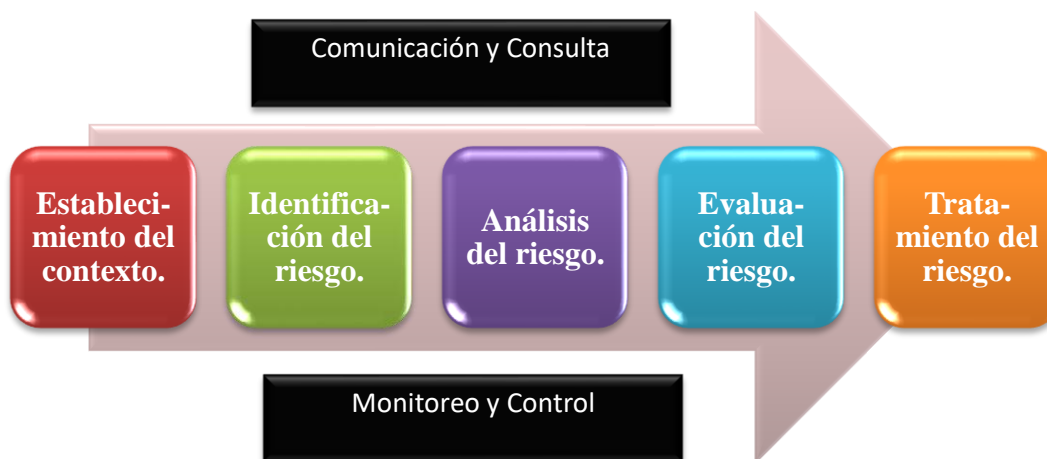 Comunicación y Consulta
Estableci-
miento del
contexto.
Identifica-
ción del
riesgo.
Análisis
del riesgo.
Evalua-
ción del
riesgo.
Trata-
miento del
riesgo.
Monitoreo y Control